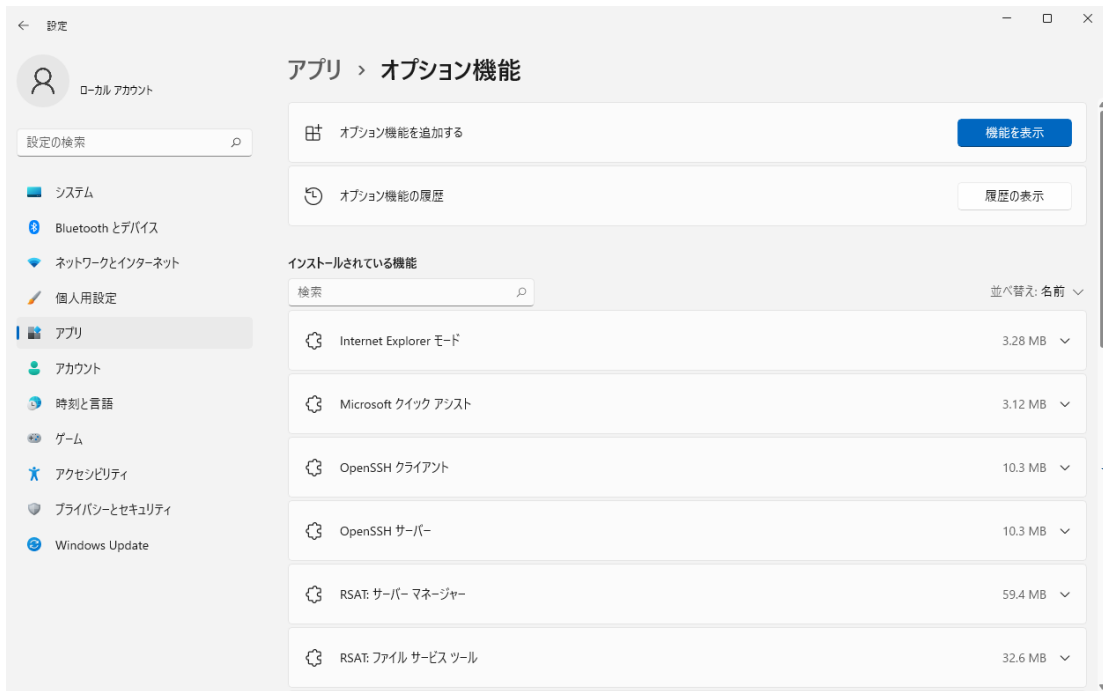 設定
ローカル アカウント
設定の検索
システム
Bluetooth とデバイス
ネットワークとインターネット
個人用設定
アプリ
アカウント
時刻と言語
ゲーム
アクセシビリティ
プライバシーとセキュリティ
Windows Update
アプリ › オプション機能
オプション機能を追加する 機能を表示
オプション機能の履歴 履歴の表示
インストールされている機能
検索 並べ替え: 名前
Internet Explorer モード 3.28 MB
Microsoft クイック アシスト 3.12 MB
OpenSSH クライアント 10.3 MB
OpenSSH サーバー 10.3 MB
RSAT: サーバー マネージャー 59.4 MB
RSAT: ファイル サービス ツール 32.6 MB